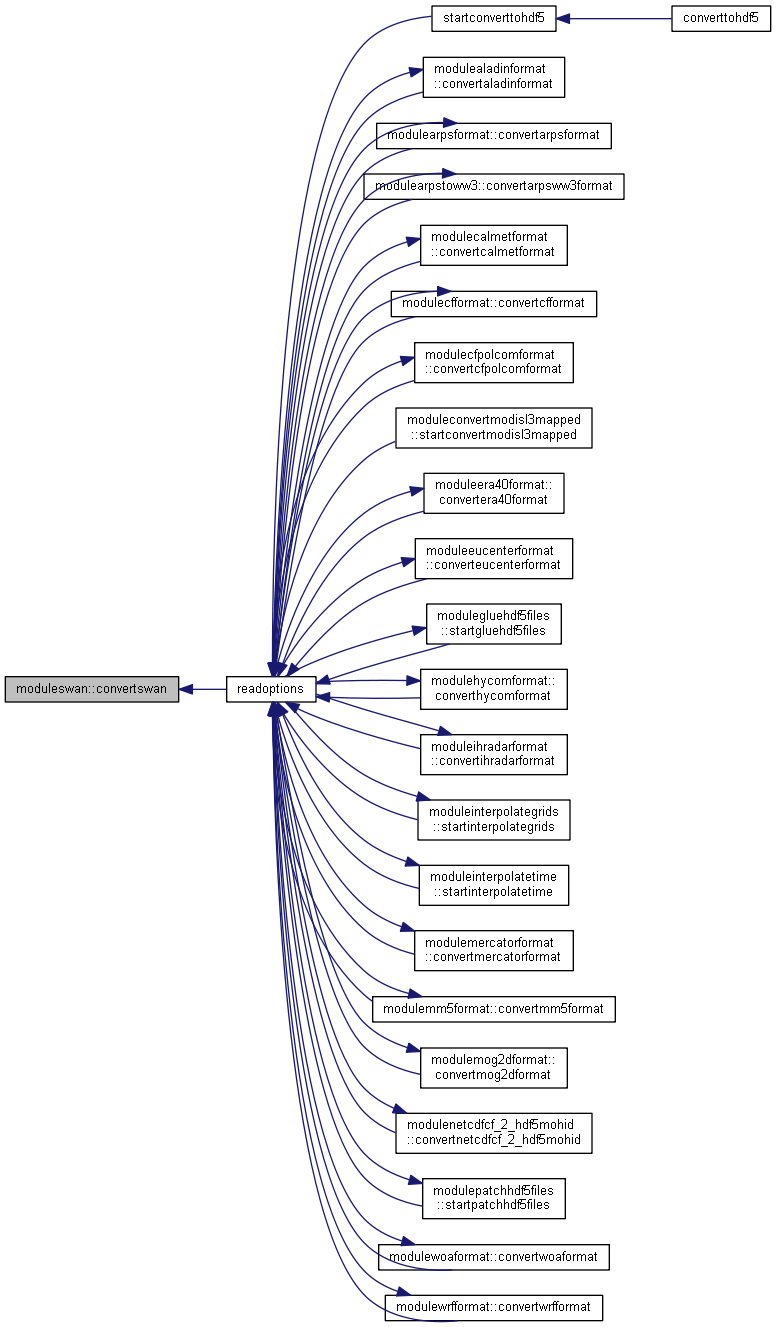 startconverttohdf5
converttohdf5
modulealadinformat
::convertaladinformat
modulearpsformat::convertarpsformat
modulearpstoww3::convertarpsww3format
modulecalmetformat
::convertcalmetformat
modulecfformat::convertcfformat
modulecfpolcomformat
::convertcfpolcomformat
moduleconvertmodisl3mapped
::startconvertmodisl3mapped
moduleera40format::
convertera40format
moduleeucenterformat
::converteucenterformat
modulegluehdf5files
::startgluehdf5files
moduleswan::convertswan
readoptions
modulehycomformat::
converthycomformat
moduleihradarformat
::convertihradarformat
moduleinterpolategrids
::startinterpolategrids
moduleinterpolatetime
::startinterpolatetime
modulemercatorformat
::convertmercatorformat
modulemm5format::convertmm5format
modulemog2dformat::
convertmog2dformat
modulenetcdfcf_2_hdf5mohid
::convertnetcdfcf_2_hdf5mohid
modulepatchhdf5files
::startpatchhdf5files
modulewoaformat::convertwoaformat
modulewrfformat::convertwrfformat